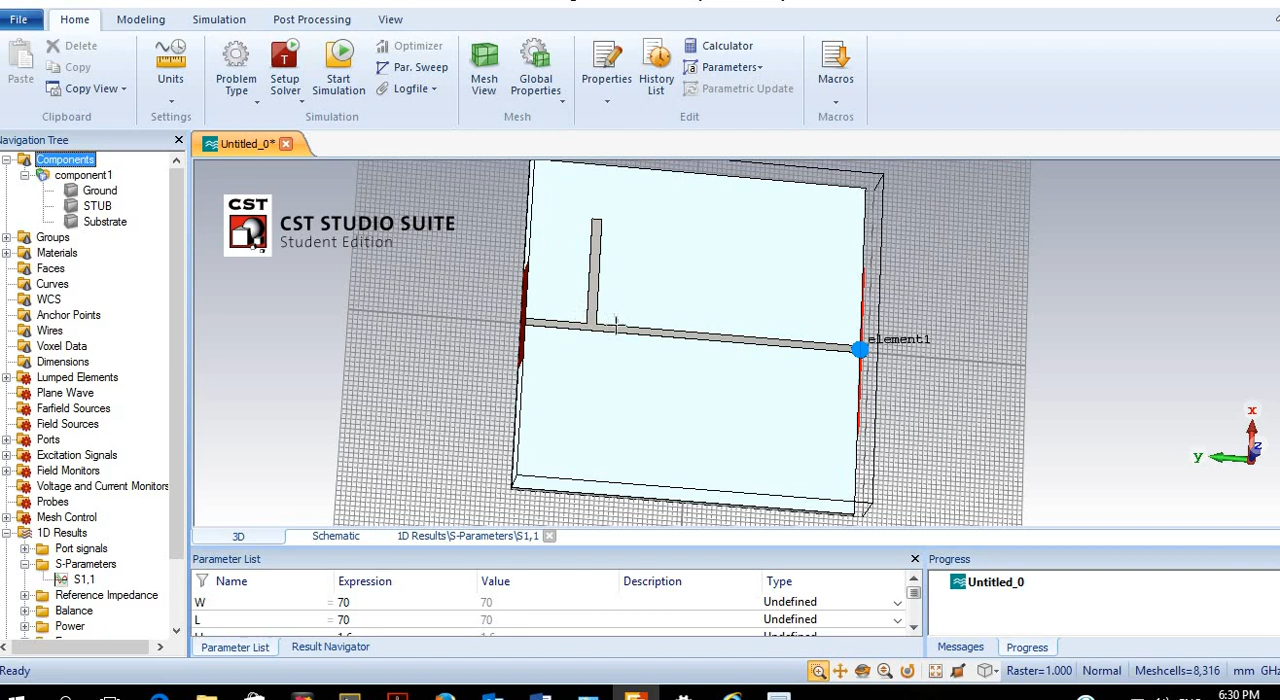 File Home Modeling Simulation Post Processing View
Delete Optimizer Calculator
Copy Par. Sweep Parameters
Paste Copy View Units Problem Type Setup Solver Start Simulation Logfile Mesh View Global Properties Properties History List Parametric Update Macros
Clipboard Settings Simulation Mesh Edit Macros
Navigation Tree
Untitled_0*
Components
component1
Ground
STUB
Substrate
Groups
Materials
Faces
Curves
WCS
Anchor Points
Wires
Voxel Data
Dimensions
Lumped Elements
Plane Wave
Farfield Sources
Field Sources
Ports
Excitation Signals
Field Monitors
Voltage and Current Monitors
Probes
Mesh Control
1D Results
Port signals
S-Parameters
S1,1
Reference Impedance
Balance
Power
CST
CST STUDIO SUITE
Student Edition
element1
x
y
z
3D Schematic 1D Results\S-Parameters\S1,1
Parameter List
Name Expression Value Description Type
W = 70 70 Undefined
L = 70 70 Undefined
Parameter List Result Navigator
Progress
Untitled_0
Messages Progress
Ready Raster=1.000 Normal Meshcells=8,316 mm GHz
6:30 PM